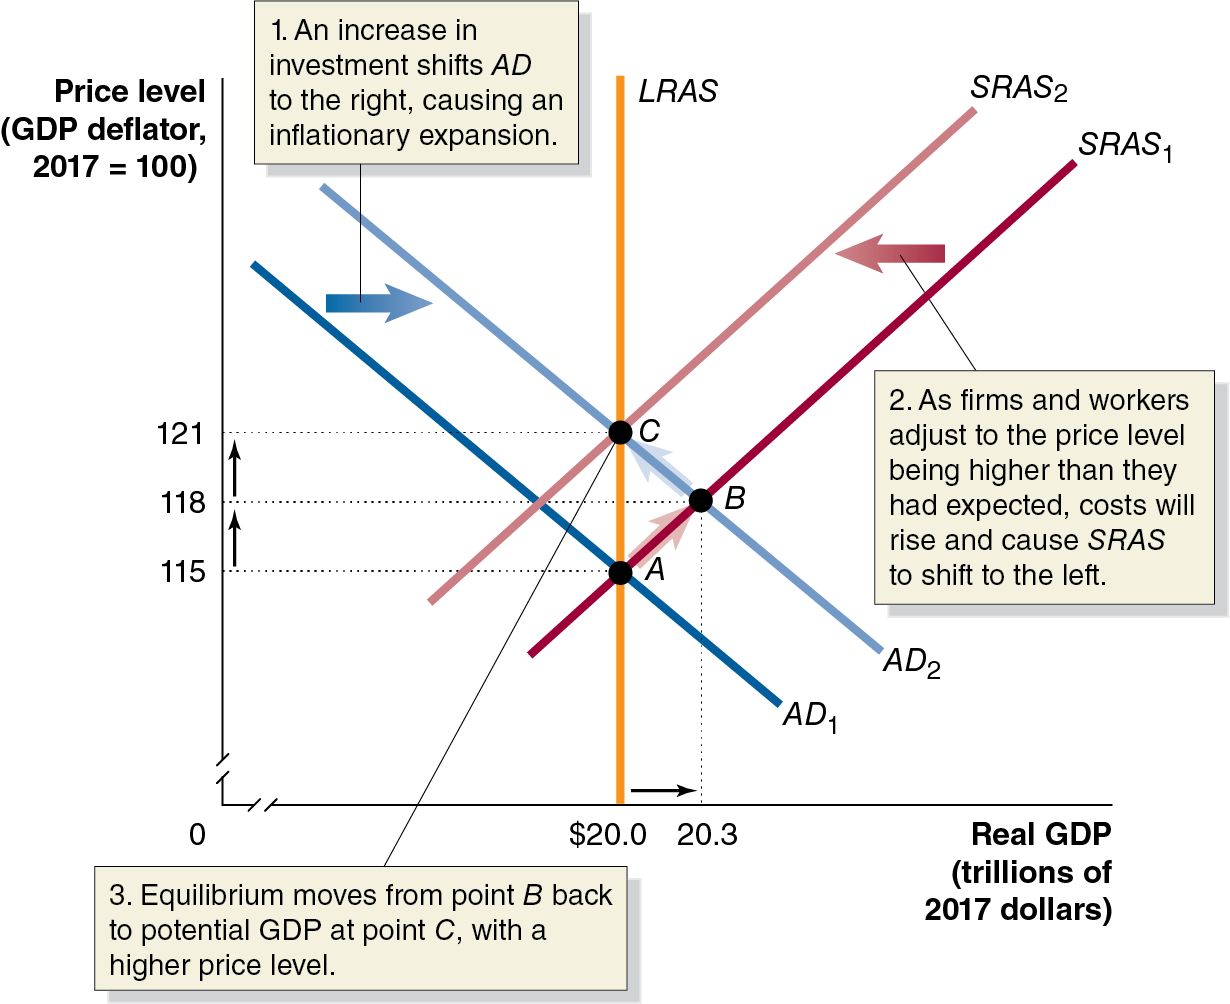 1. An increase in
investment shifts AD
to the right, causing an
inflationary expansion.
Price level
(GDP deflator,
2017 = 100)
LRAS
SRAS2
SRAS1
2. As firms and workers
adjust to the price level
being higher than they
had expected, costs will
rise and cause SRAS
to shift to the left.
121
C
118
B
115
A
AD2
AD1
0
$20.0
20.3
Real GDP
(trillions of
2017 dollars)
3. Equilibrium moves from point B back
to potential GDP at point C, with a
higher price level.